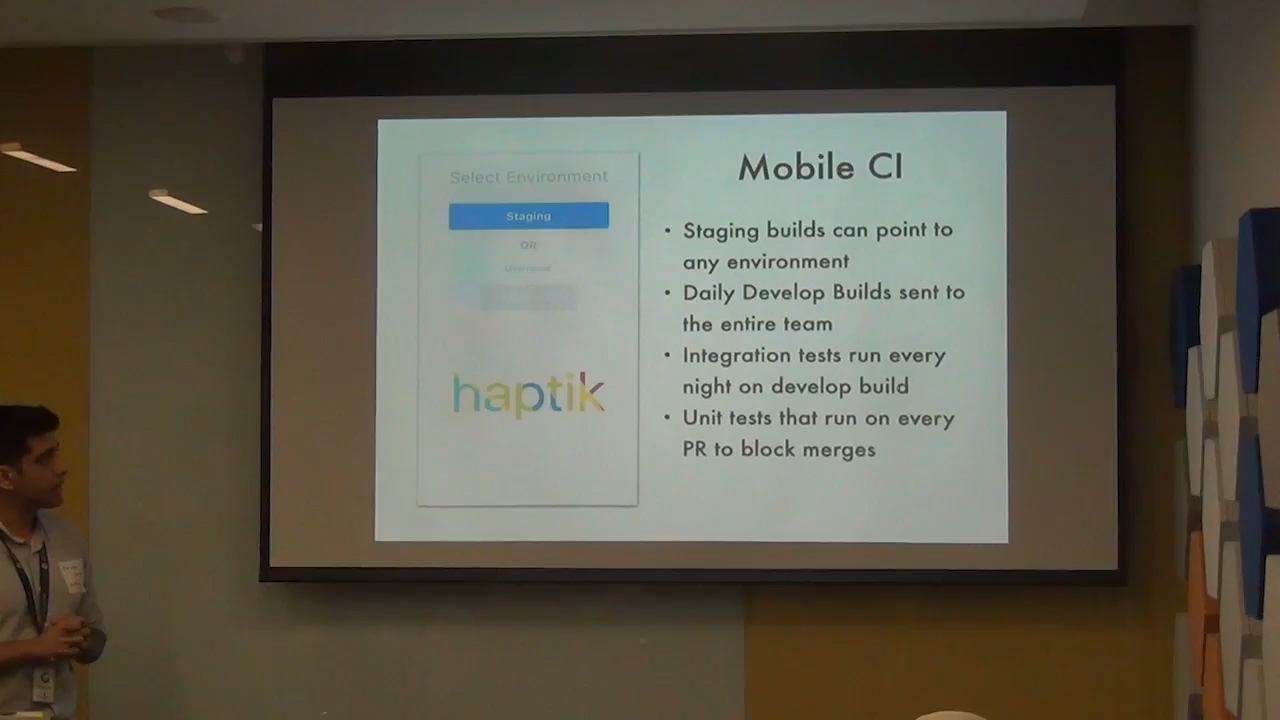 Select Environment
Staging
OR
Username
haptik
Mobile CI
• Staging builds can point to
any environment
• Daily Develop Builds sent to
the entire team
• Integration tests run every
night on develop build
• Unit tests that run on every
PR to block merges